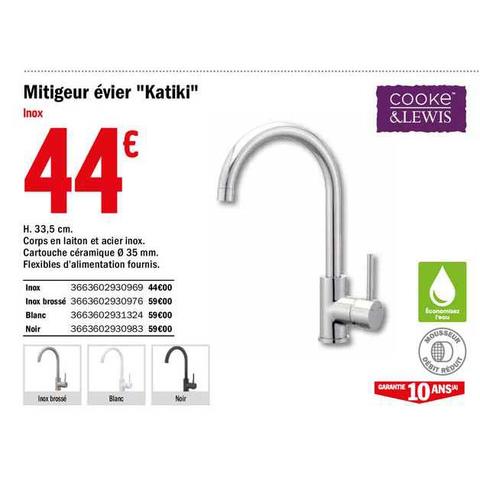 Mitigeur évier "Katiki"
Inox
44€
H. 33,5 cm.
Corps en laiton et acier inox.
Cartouche céramique Ø 35 mm.
Flexibles d'alimentation fournis.
Inox 3663602930969 44€00
Inox brossé 3663602930976 59€00
Blanc 3663602931324 59€00
Noir 3663602930983 59€00
Inox brossé
Blanc
Noir
COOKE
&LEWIS
Économisez
l'eau
MOUSSEUR
DÉBIT RÉDUIT
GARANTIE 10 ANS(A)